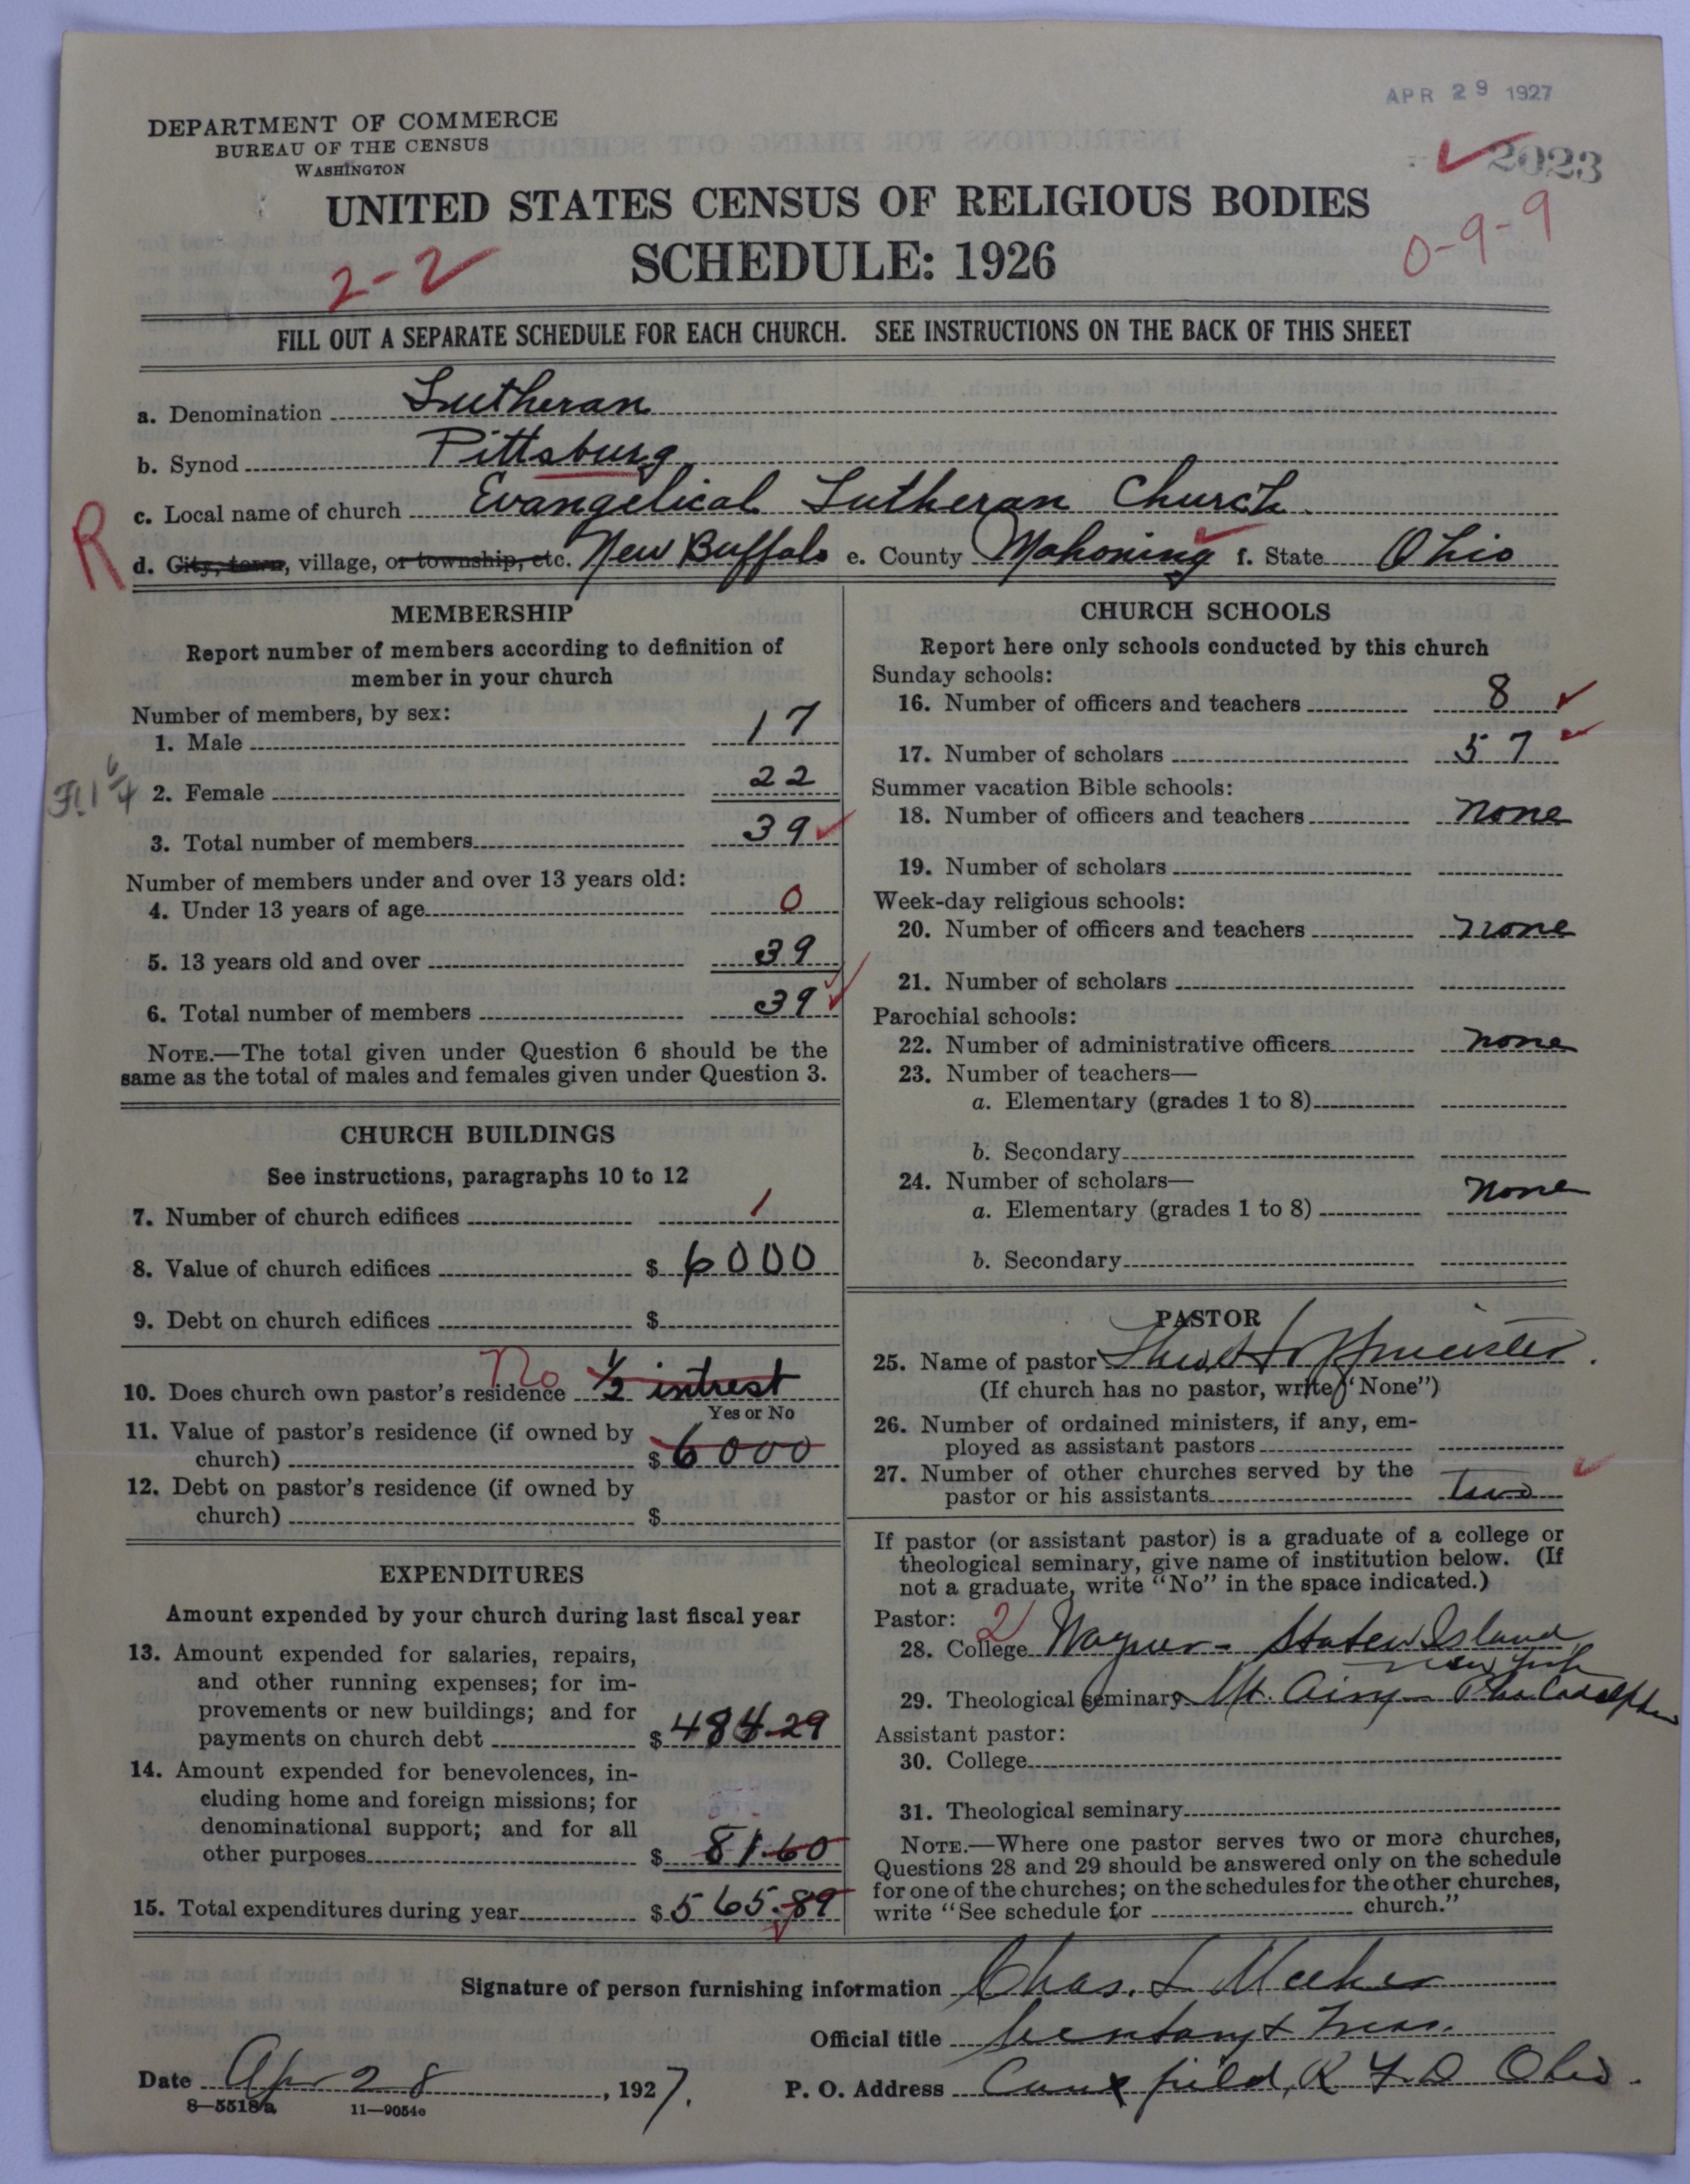 APR 29 1927
DEPARTMENT OF COMMERCE
BUREAU OF THE CENSUS
WASHINGTON
2023
UNITED STATES CENSUS OF RELIGIOUS BODIES
SCHEDULE: 1926
2-2
0-9-9
FILL OUT A SEPARATE SCHEDULE FOR EACH CHURCH. SEE INSTRUCTIONS ON THE BACK OF THIS SHEET
a. Denomination Lutheran
b. Synod Pittsburg
c. Local name of church Evangelical Lutheran Church
R
d. City, town, village, or township, etc. New Buffalo e. County Mahoning f. State Ohio
MEMBERSHIP
Report number of members according to definition of
member in your church
Number of members, by sex:
1. Male 17
2. Female 22
3. Total number of members 39
Number of members under and over 13 years old:
4. Under 13 years of age 0
5. 13 years old and over 39
6. Total number of members 39
NOTE.—The total given under Question 6 should be the
same as the total of males and females given under Question 3.
CHURCH BUILDINGS
See instructions, paragraphs 10 to 12
7. Number of church edifices 1
8. Value of church edifices $ 6000
9. Debt on church edifices $
No
10. Does church own pastor's residence 1/2 intrest
Yes or No
11. Value of pastor's residence (if owned by
church) $ 6000
12. Debt on pastor's residence (if owned by
church) $
EXPENDITURES
Amount expended by your church during last fiscal year
13. Amount expended for salaries, repairs,
and other running expenses; for im-
provements or new buildings; and for
payments on church debt $ 484.29
14. Amount expended for benevolences, in-
cluding home and foreign missions; for
denominational support; and for all
other purposes $ 81.60
15. Total expenditures during year $ 565.89
CHURCH SCHOOLS
Report here only schools conducted by this church
Sunday schools:
16. Number of officers and teachers 8
17. Number of scholars 57
Summer vacation Bible schools:
18. Number of officers and teachers none
19. Number of scholars
Week-day religious schools:
20. Number of officers and teachers none
21. Number of scholars
Parochial schools:
22. Number of administrative officers none
23. Number of teachers—
a. Elementary (grades 1 to 8)
b. Secondary
24. Number of scholars—
a. Elementary (grades 1 to 8) none
b. Secondary
PASTOR
25. Name of pastor Hoffmeister
(If church has no pastor, write "None")
26. Number of ordained ministers, if any, em-
ployed as assistant pastors
27. Number of other churches served by the
pastor or his assistants two
If pastor (or assistant pastor) is a graduate of a college or
theological seminary, give name of institution below. (If
not a graduate, write "No" in the space indicated.)
Pastor: 2
28. College Wagner - Staten Island
New York
29. Theological seminary Mt. Airy - Philadelphia
Assistant pastor:
30. College
31. Theological seminary
NOTE.—Where one pastor serves two or more churches,
Questions 28 and 29 should be answered only on the schedule
for one of the churches; on the schedules for the other churches,
write "See schedule for church."
Signature of person furnishing information Chas. L
Official title & Treas.
Date Apr 28, 1927.
P. O. Address Canfield, R F D Ohio.
8—5518a 11—9054c